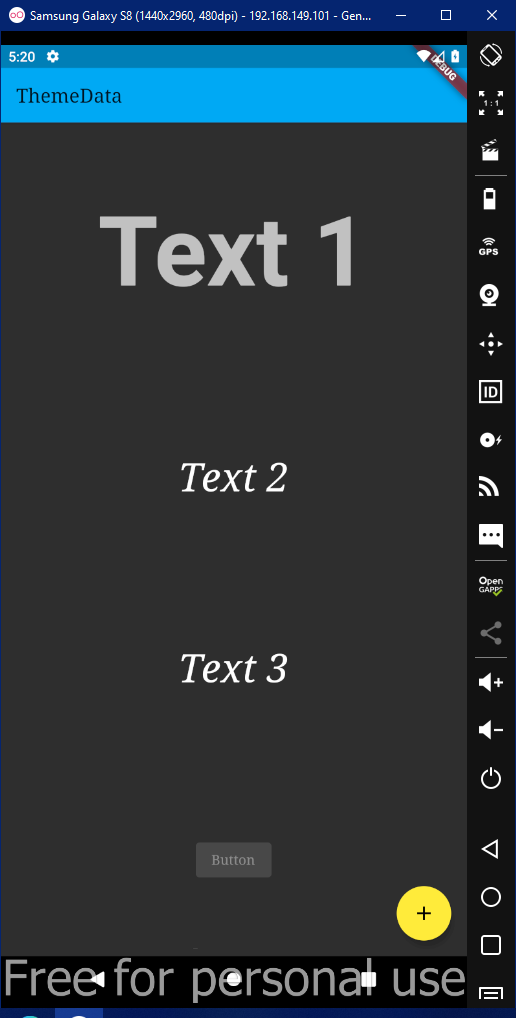 Samsung Galaxy S8 (1440x2960, 480dpi) - 192.168.149.101 - Gen...
5:20
DEBUG
1:1
ThemeData
Text 1
GPS
ID
Text 2
Open
GAPPS
Text 3
Button
+
Free for personal use